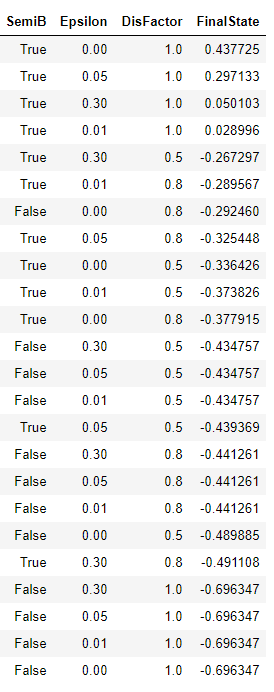 SemiB Epsilon DisFactor FinalState
True 0.00 1.0 0.437725
True 0.05 1.0 0.297133
True 0.30 1.0 0.050103
True 0.01 1.0 0.028996
True 0.30 0.5 -0.267297
True 0.01 0.8 -0.289567
False 0.00 0.8 -0.292460
True 0.05 0.8 -0.325448
True 0.00 0.5 -0.336426
True 0.01 0.5 -0.373826
True 0.00 0.8 -0.377915
False 0.30 0.5 -0.434757
False 0.05 0.5 -0.434757
False 0.01 0.5 -0.434757
True 0.05 0.5 -0.439369
False 0.30 0.8 -0.441261
False 0.05 0.8 -0.441261
False 0.01 0.8 -0.441261
False 0.00 0.5 -0.489885
True 0.30 0.8 -0.491108
False 0.30 1.0 -0.696347
False 0.05 1.0 -0.696347
False 0.01 1.0 -0.696347
False 0.00 1.0 -0.696347